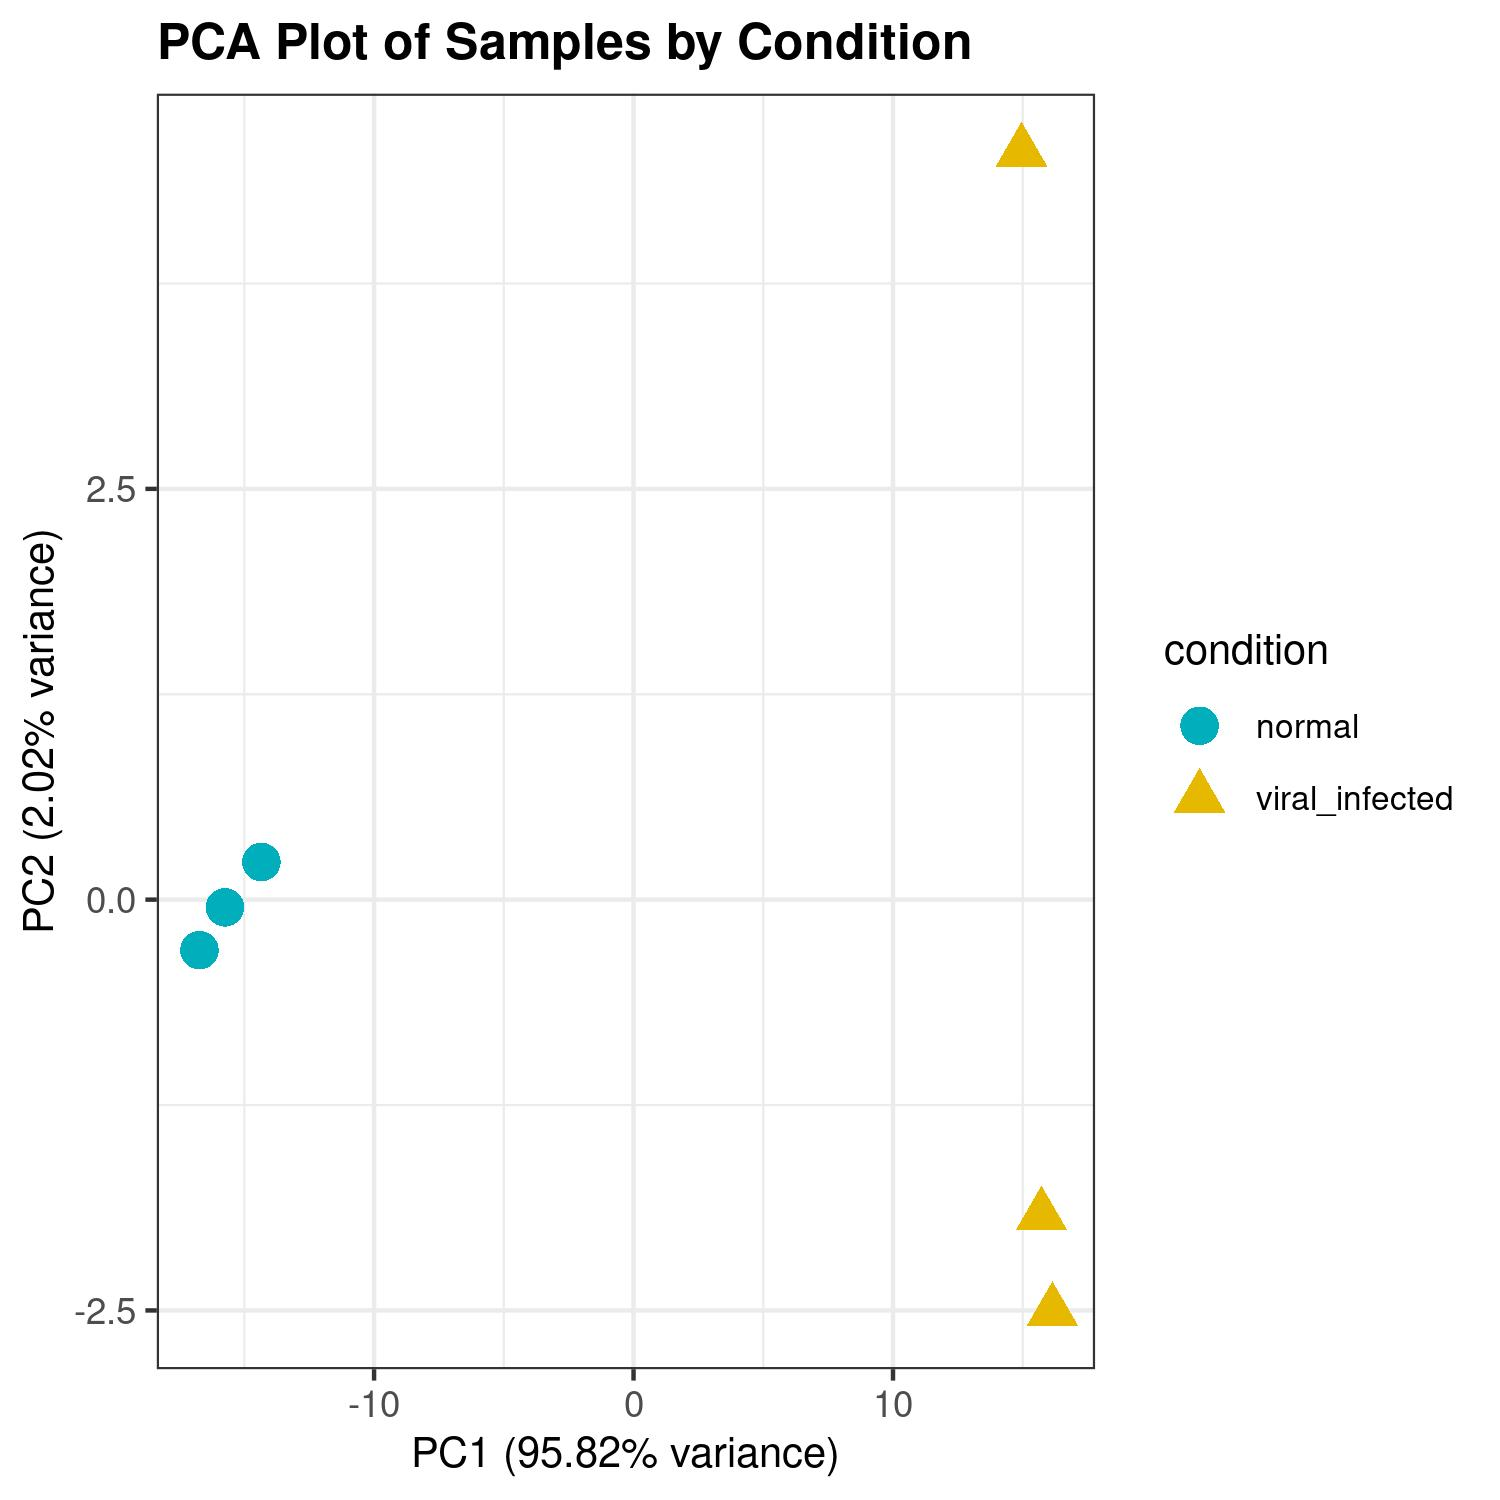 PCA Plot of Samples by Condition
PC2 (2.02% variance)
2.5
0.0
-2.5
-10 0 10
PC1 (95.82% variance)
condition
normal
viral_infected